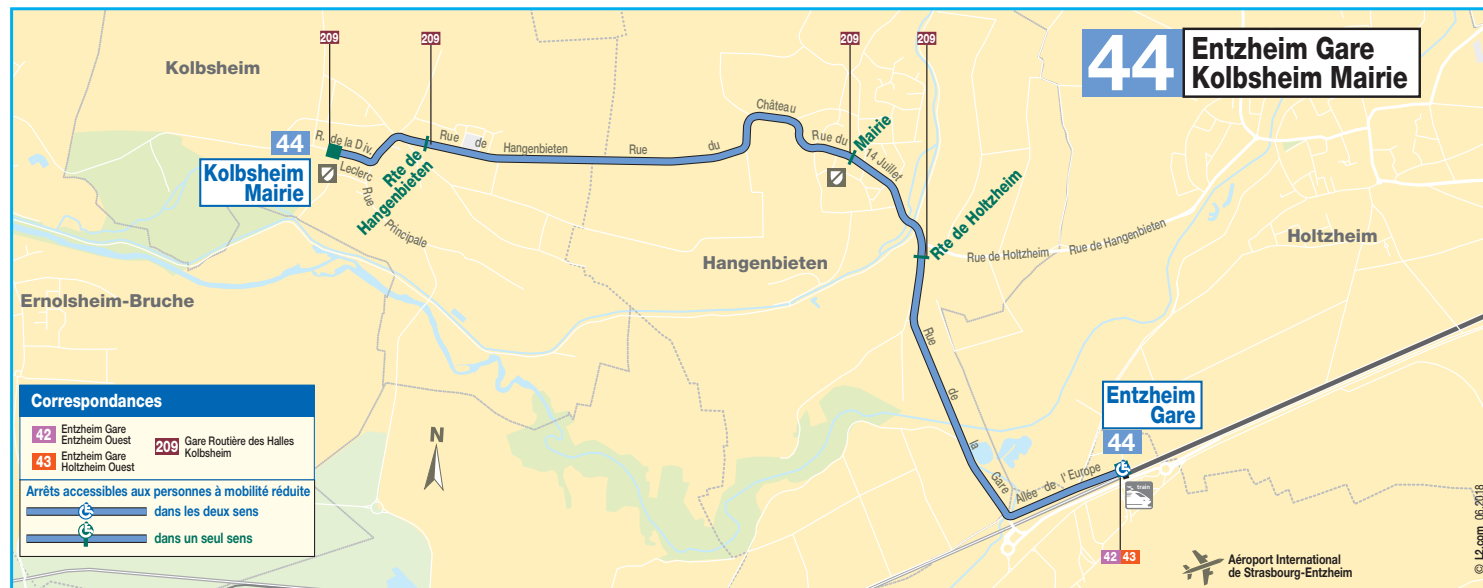 44
Entzheim Gare
Kolbsheim Mairie
209
209
209
209
Kolbsheim
Château
R. de la Div.
Leclerc
Rue de Hangenbieten
Rue du
Rue du 14 Juillet
Mairie
44
Kolbsheim
Mairie
Rte de
Hangenbieten
Rue Principale
Rte de Holtzheim
Rue de Holtzheim
Rue de Hangenbieten
Holtzheim
Hangenbieten
Ernolsheim-Bruche
Rue de la Gare
Entzheim
Gare
44
Allée de l'Europe
train
42 43
Aéroport International
de Strasbourg-Entzheim
N
Correspondances
42 Entzheim Gare
Entzheim Ouest
43 Entzheim Gare
Holtzheim Ouest
209 Gare Routière des Halles
Kolbsheim
Arrêts accessibles aux personnes à mobilité réduite
dans les deux sens
dans un seul sens
© L2.com 06.2018